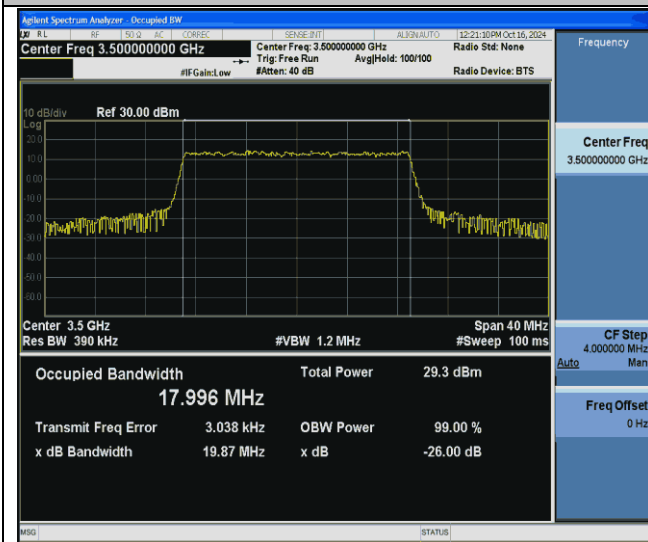 Agilent Spectrum Analyzer - Occupied BW
RL RF 50 Ω AC CORREC SENSE:INT ALIGNAUTO 12:21:10 PM Oct 16, 2024
Center Freq 3.500000000 GHz
Center Freq: 3.500000000 GHz
Radio Std: None
Trig: Free Run Avg|Hold: 100/100
#IFGain:Low #Atten: 40 dB Radio Device: BTS
Frequency
10 dB/div Ref 30.00 dBm
Log
20.0
10.0
0.00
-10.0
-20.0
-30.0
-40.0
-50.0
-60.0
Center 3.5 GHz Span 40 MHz
Res BW 390 kHz #VBW 1.2 MHz #Sweep 100 ms
Occupied Bandwidth Total Power 29.3 dBm
17.996 MHz
Transmit Freq Error 3.038 kHz OBW Power 99.00 %
x dB Bandwidth 19.87 MHz x dB -26.00 dB
Center Freq
3.500000000 GHz
CF Step
4.000000 MHz
Auto Man
Freq Offset
0 Hz
MSG STATUS